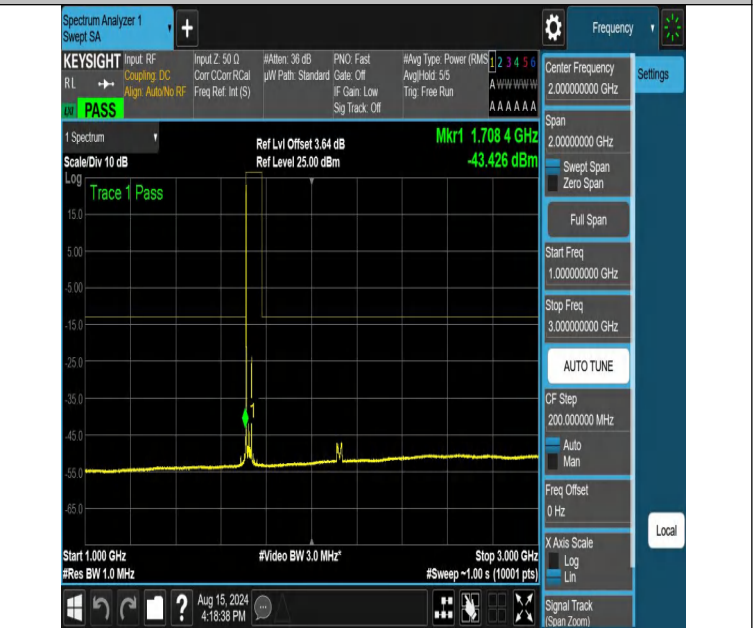 Spectrum Analyzer 1
Swept SA
Frequency
KEYSIGHT
RL
PASS
Input: RF
Coupling: DC
Align: Auto/No RF
Input Z: 50 Ω
Corr CCorr RCal
Freq Ref: Int (S)
#Atten: 36 dB
µW Path: Standard
PNO: Fast
Gate: Off
IF Gain: Low
Sig Track: Off
#Avg Type: Power (RMS
Avg|Hold: 5/5
Trig: Free Run
1 2 3 4 5 6
A W W W W W
A A A A A A
1 Spectrum
Scale/Div 10 dB
Ref Lvl Offset 3.64 dB
Ref Level 25.00 dBm
Mkr1 1.708 4 GHz
-43.426 dBm
Log
Trace 1 Pass
15.0
5.00
-5.00
-15.0
-25.0
-35.0
-45.0
-55.0
-65.0
1
Start 1.000 GHz
#Res BW 1.0 MHz
#Video BW 3.0 MHz*
Stop 3.000 GHz
#Sweep ~1.00 s (10001 pts)
Center Frequency
2.000000000 GHz
Settings
Span
2.00000000 GHz
Swept Span
Zero Span
Full Span
Start Freq
1.000000000 GHz
Stop Freq
3.000000000 GHz
AUTO TUNE
CF Step
200.000000 MHz
Auto
Man
Freq Offset
0 Hz
X Axis Scale
Log
Lin
Signal Track
(Span Zoom)
Local
?
Aug 15, 2024
4:18:38 PM